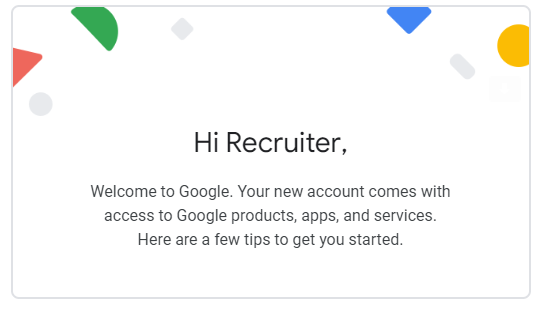 Hi Recruiter,
Welcome to Google. Your new account comes with
access to Google products, apps, and services.
Here are a few tips to get you started.